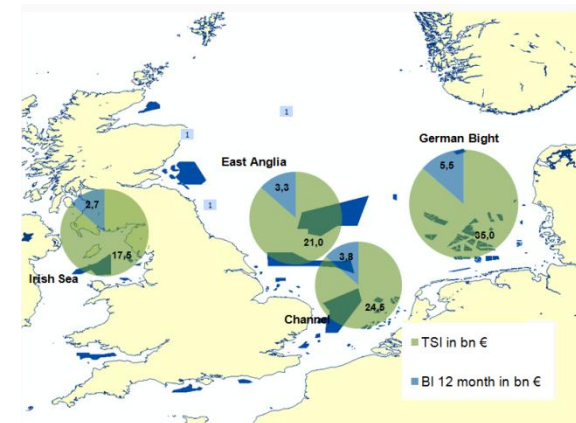 German Bight
5,5
35,0
East Anglia
3,3
21,0
1
1
1
2,7
17,5
Irish Sea
3,8
24,5
Channel
TSI in bn €
BI 12 month in bn €